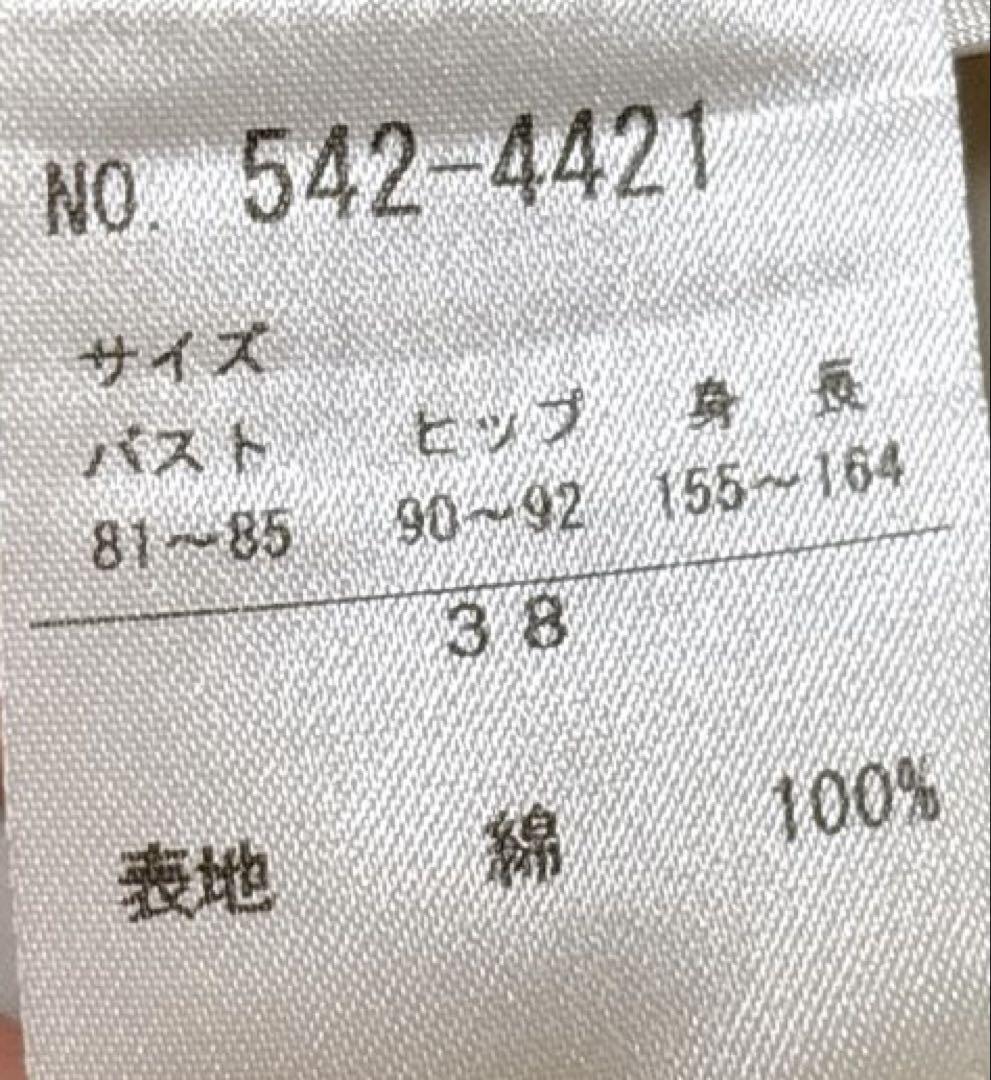 NO. 542-4421
サイズ
バスト ヒップ 身 長
81～85 90～92 155～164
38
表地 綿 100%